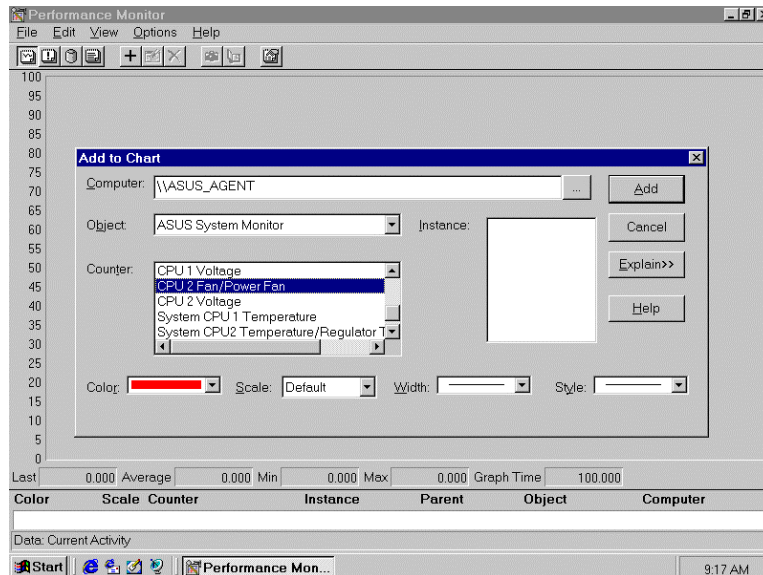 Performance Monitor
File Edit View Options Help
100
95
90
85
80
75
70
65
60
55
50
45
40
35
30
25
20
15
10
5
0
Add to Chart
Computer: \\ASUS_AGENT ... Add
Object: ASUS System Monitor Instance: Cancel
Counter: CPU 1 Voltage Explain>>
CPU 2 Fan/Power Fan
CPU 2 Voltage
System CPU 1 Temperature Help
System CPU2 Temperature/Regulator T
Color: Scale: Default Width: Style:
Last 0.000 Average 0.000 Min 0.000 Max 0.000 Graph Time 100.000
Color Scale Counter Instance Parent Object Computer
Data: Current Activity
Start Performance Mon... 9:17 AM